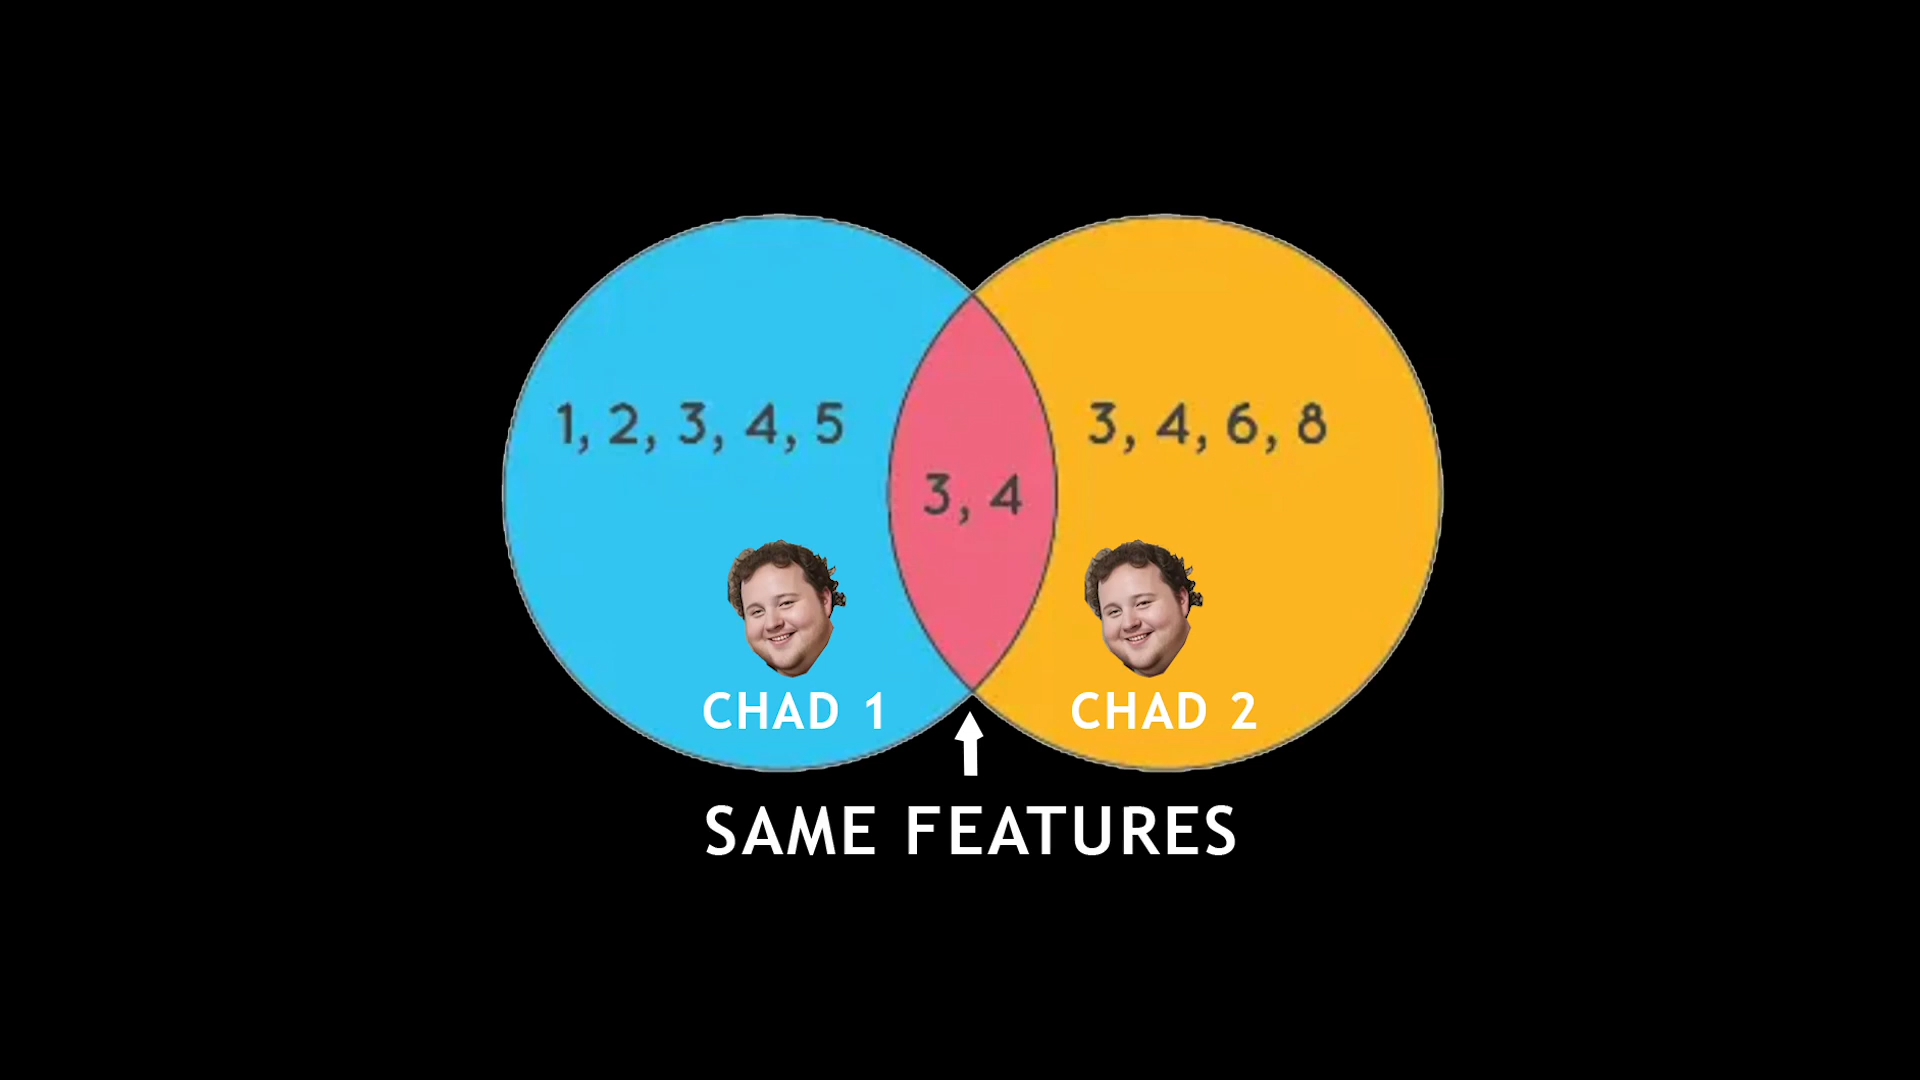 1, 2, 3, 4, 5
3, 4, 6, 8
3, 4
CHAD 1
CHAD 2
SAME FEATURES